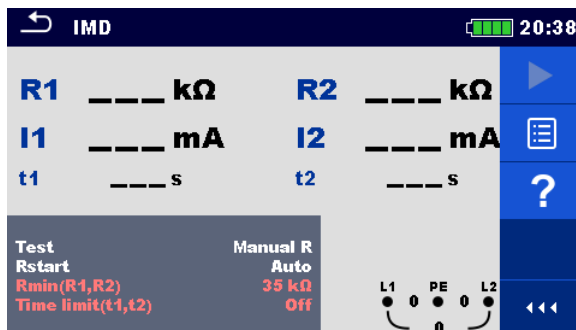 IMD 20:38
R1 ___ kΩ R2 ___ kΩ
I1 ___ mA I2 ___ mA
t1 ___ s t2 ___ s
Test Manual R
Rstart Auto
Rmin(R1,R2) 35 kΩ
Time limit(t1,t2) Off
L1 PE L2
0 0
0
?